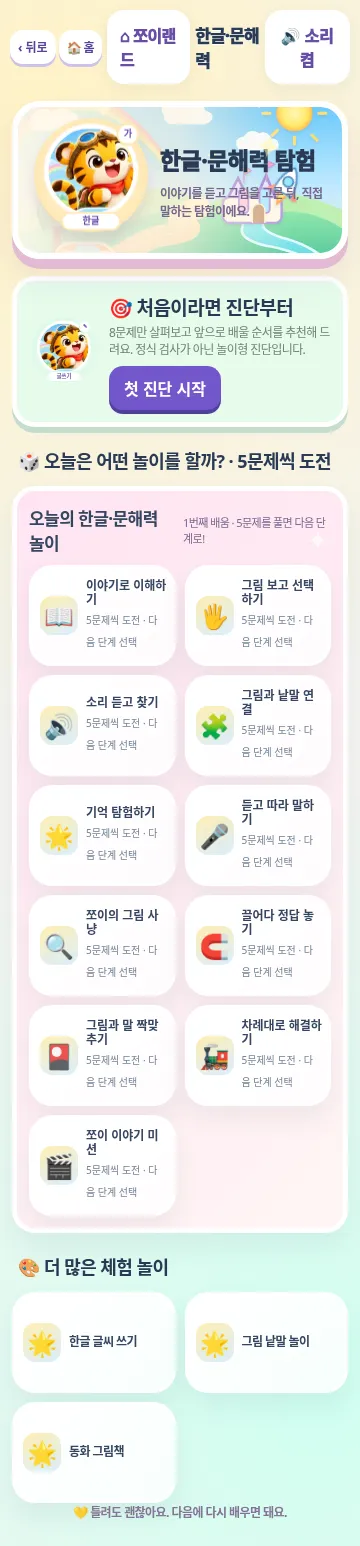 ‹ 뒤로
🏠 홈
⌂ 쪼이랜
드
한글·문해
력
🔊 소리
켬
가
한글
한글·문해력 탐험
이야기를 듣고 그림을 고른 뒤, 직접
말하는 탐험이에요.
글쓰기
🎯 처음이라면 진단부터
8문제만 살펴보고 앞으로 배울 순서를 추천해 드
려요. 정식 검사가 아닌 놀이형 진단입니다.
첫 진단 시작
🎲 오늘은 어떤 놀이를 할까? · 5문제씩 도전
오늘의 한글·문해력
놀이
1번째 배움 · 5문제를 풀면 다음 단
계로!
이야기로 이해하
기
5문제씩 도전 · 다
음 단계 선택
그림 보고 선택
하기
5문제씩 도전 · 다
음 단계 선택
소리 듣고 찾기
5문제씩 도전 · 다
음 단계 선택
그림과 낱말 연
결
5문제씩 도전 · 다
음 단계 선택
기억 탐험하기
5문제씩 도전 · 다
음 단계 선택
듣고 따라 말하
기
5문제씩 도전 · 다
음 단계 선택
쪼이의 그림 사
냥
5문제씩 도전 · 다
음 단계 선택
끌어다 정답 놓
기
5문제씩 도전 · 다
음 단계 선택
그림과 말 짝맞
추기
5문제씩 도전 · 다
음 단계 선택
차례대로 해결하
기
5문제씩 도전 · 다
음 단계 선택
쪼이 이야기 미
션
5문제씩 도전 · 다
음 단계 선택
🎨 더 많은 체험 놀이
한글 글씨 쓰기
그림 낱말 놀이
동화 그림책
💛 틀려도 괜찮아요. 다음에 다시 배우면 돼요.